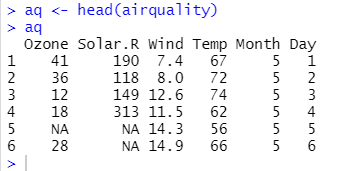 > aq <- head(airquality)
> aq
  Ozone Solar.R Wind Temp Month Day
1    41     190  7.4   67     5   1
2    36     118  8.0   72     5   2
3    12     149 12.6   74     5   3
4    18     313 11.5   62     5   4
5    NA      NA 14.3   56     5   5
6    28      NA 14.9   66     5   6
>